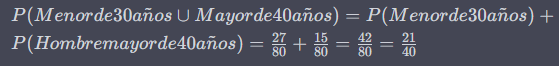 P(Menorde30años ∪ Mayorde40años) = P(Menorde30años) +
P(Hombremayorde40años) = 27/80 + 15/80 = 42/80 = 21/40